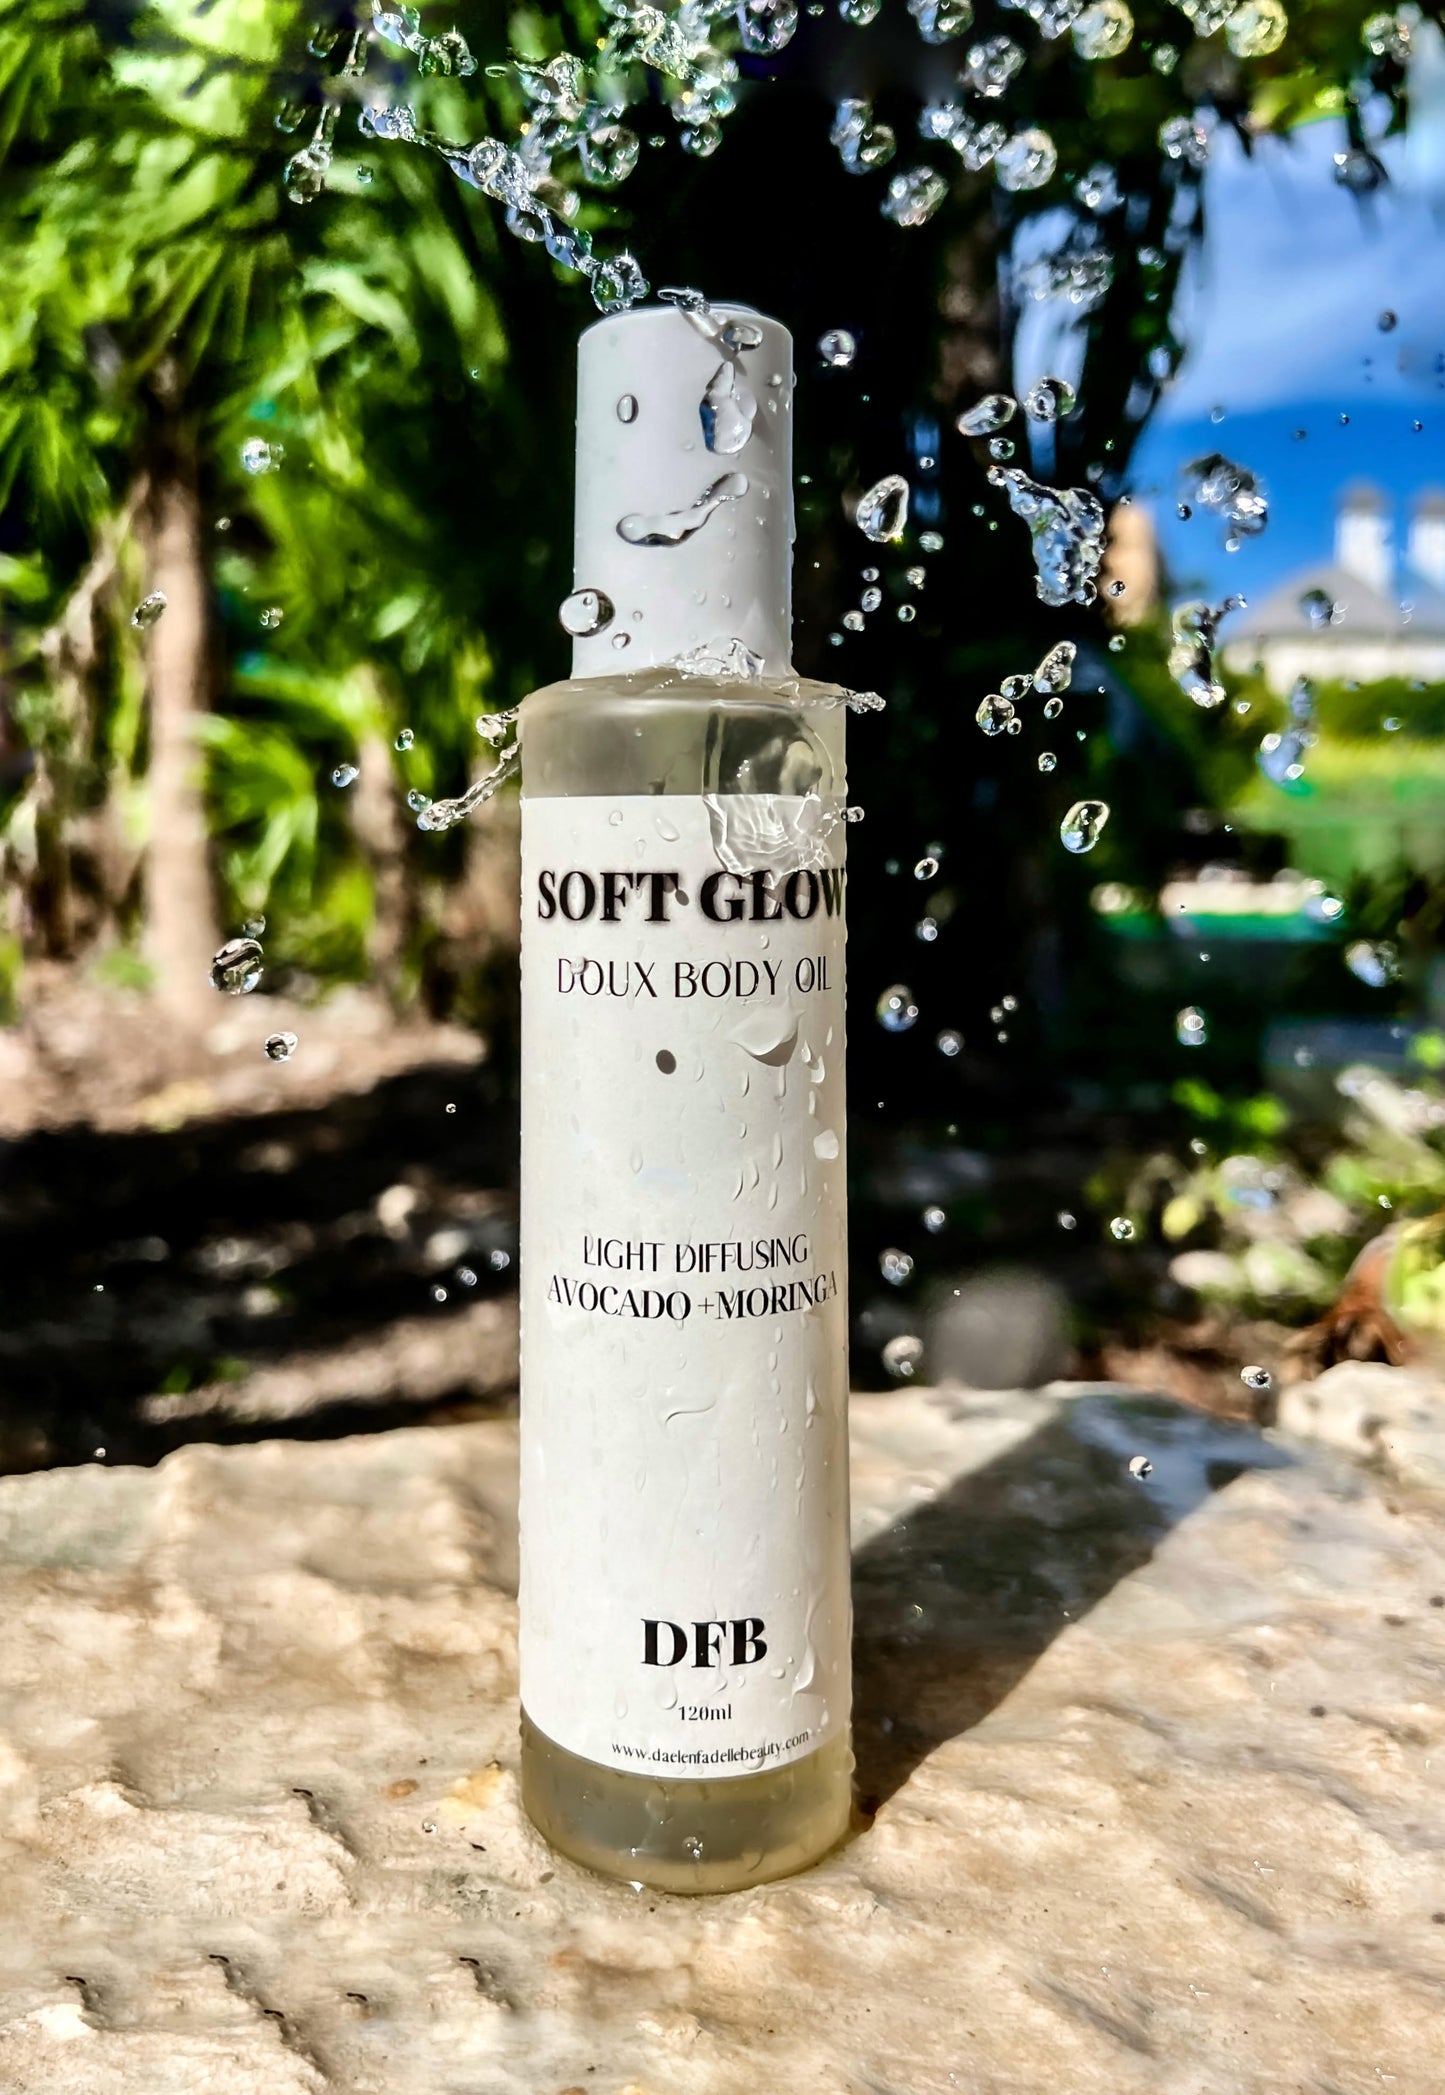 SOFT GLOW
DOUX BODY OIL
LIGHT DIFFUSING
AVOCADO +MORINGA
DFB
120ml
www.daelenfadellebeauty.com